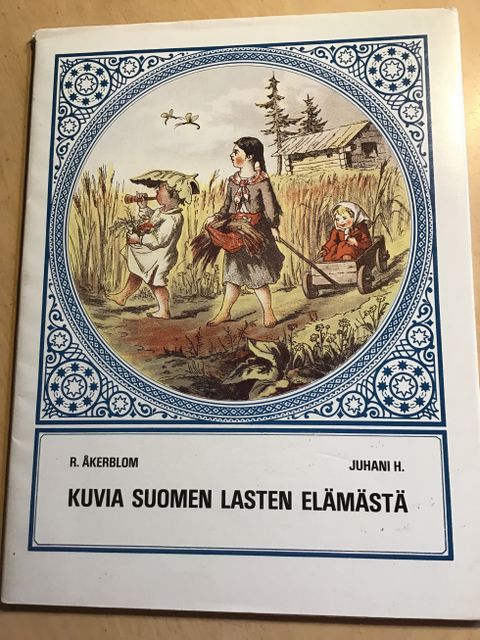 R. ÅKERBLOM JUHANI H.
KUVIA SUOMEN LASTEN ELÄMÄSTÄ